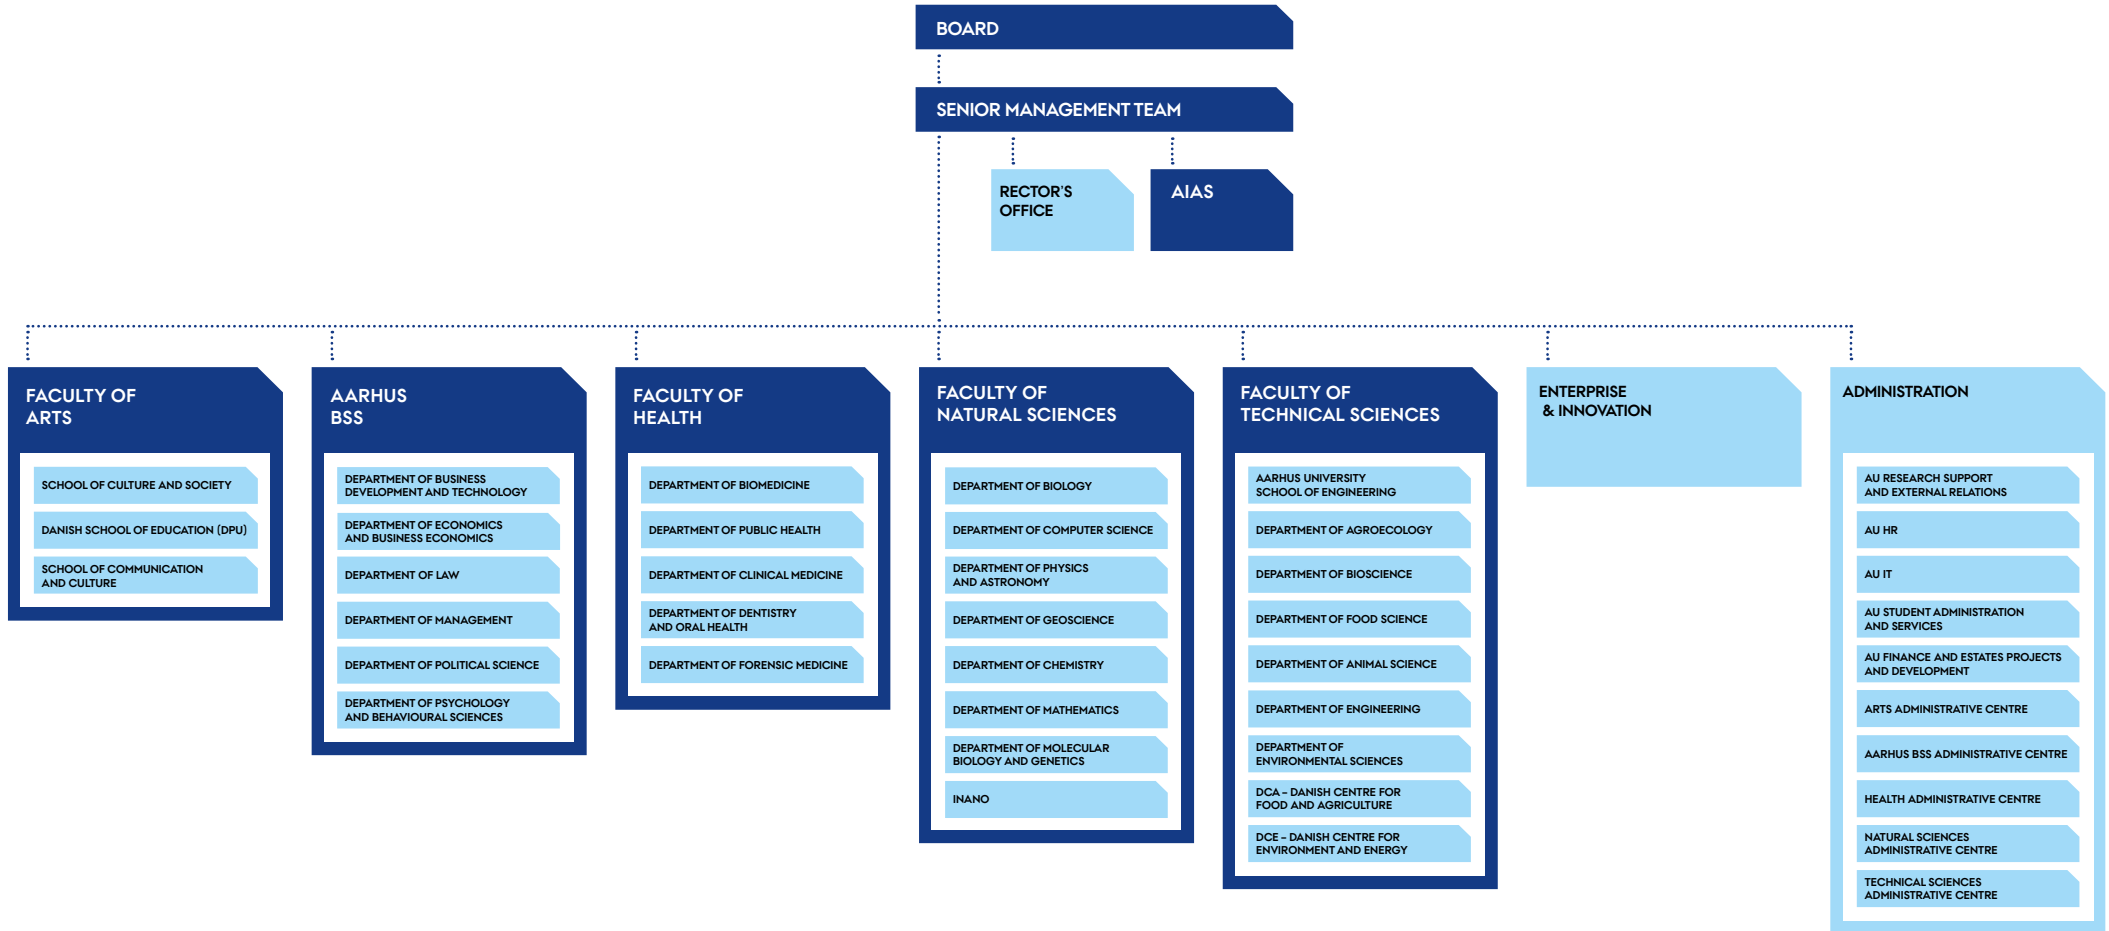 BOARD
SENIOR MANAGEMENT TEAM
RECTOR'S
OFFICE
AIAS
FACULTY OF
ARTS
SCHOOL OF CULTURE AND SOCIETY
DANISH SCHOOL OF EDUCATION (DPU)
SCHOOL OF COMMUNICATION
AND CULTURE
AARHUS
BSS
DEPARTMENT OF BUSINESS
DEVELOPMENT AND TECHNOLOGY
DEPARTMENT OF ECONOMICS
AND BUSINESS ECONOMICS
DEPARTMENT OF LAW
DEPARTMENT OF MANAGEMENT
DEPARTMENT OF POLITICAL SCIENCE
DEPARTMENT OF PSYCHOLOGY
AND BEHAVIOURAL SCIENCES
FACULTY OF
HEALTH
DEPARTMENT OF BIOMEDICINE
DEPARTMENT OF PUBLIC HEALTH
DEPARTMENT OF CLINICAL MEDICINE
DEPARTMENT OF DENTISTRY
AND ORAL HEALTH
DEPARTMENT OF FORENSIC MEDICINE
FACULTY OF
NATURAL SCIENCES
DEPARTMENT OF BIOLOGY
DEPARTMENT OF COMPUTER SCIENCE
DEPARTMENT OF PHYSICS
AND ASTRONOMY
DEPARTMENT OF GEOSCIENCE
DEPARTMENT OF CHEMISTRY
DEPARTMENT OF MATHEMATICS
DEPARTMENT OF MOLECULAR
BIOLOGY AND GENETICS
INANO
FACULTY OF
TECHNICAL SCIENCES
AARHUS UNIVERSITY
SCHOOL OF ENGINEERING
DEPARTMENT OF AGROECOLOGY
DEPARTMENT OF BIOSCIENCE
DEPARTMENT OF FOOD SCIENCE
DEPARTMENT OF ANIMAL SCIENCE
DEPARTMENT OF ENGINEERING
DEPARTMENT OF
ENVIRONMENTAL SCIENCES
DCA – DANISH CENTRE FOR
FOOD AND AGRICULTURE
DCE – DANISH CENTRE FOR
ENVIRONMENT AND ENERGY
ENTERPRISE
& INNOVATION
ADMINISTRATION
AU RESEARCH SUPPORT
AND EXTERNAL RELATIONS
AU HR
AU IT
AU STUDENT ADMINISTRATION
AND SERVICES
AU FINANCE AND ESTATES PROJECTS
AND DEVELOPMENT
ARTS ADMINISTRATIVE CENTRE
AARHUS BSS ADMINISTRATIVE CENTRE
HEALTH ADMINISTRATIVE CENTRE
NATURAL SCIENCES
ADMINISTRATIVE CENTRE
TECHNICAL SCIENCES
ADMINISTRATIVE CENTRE